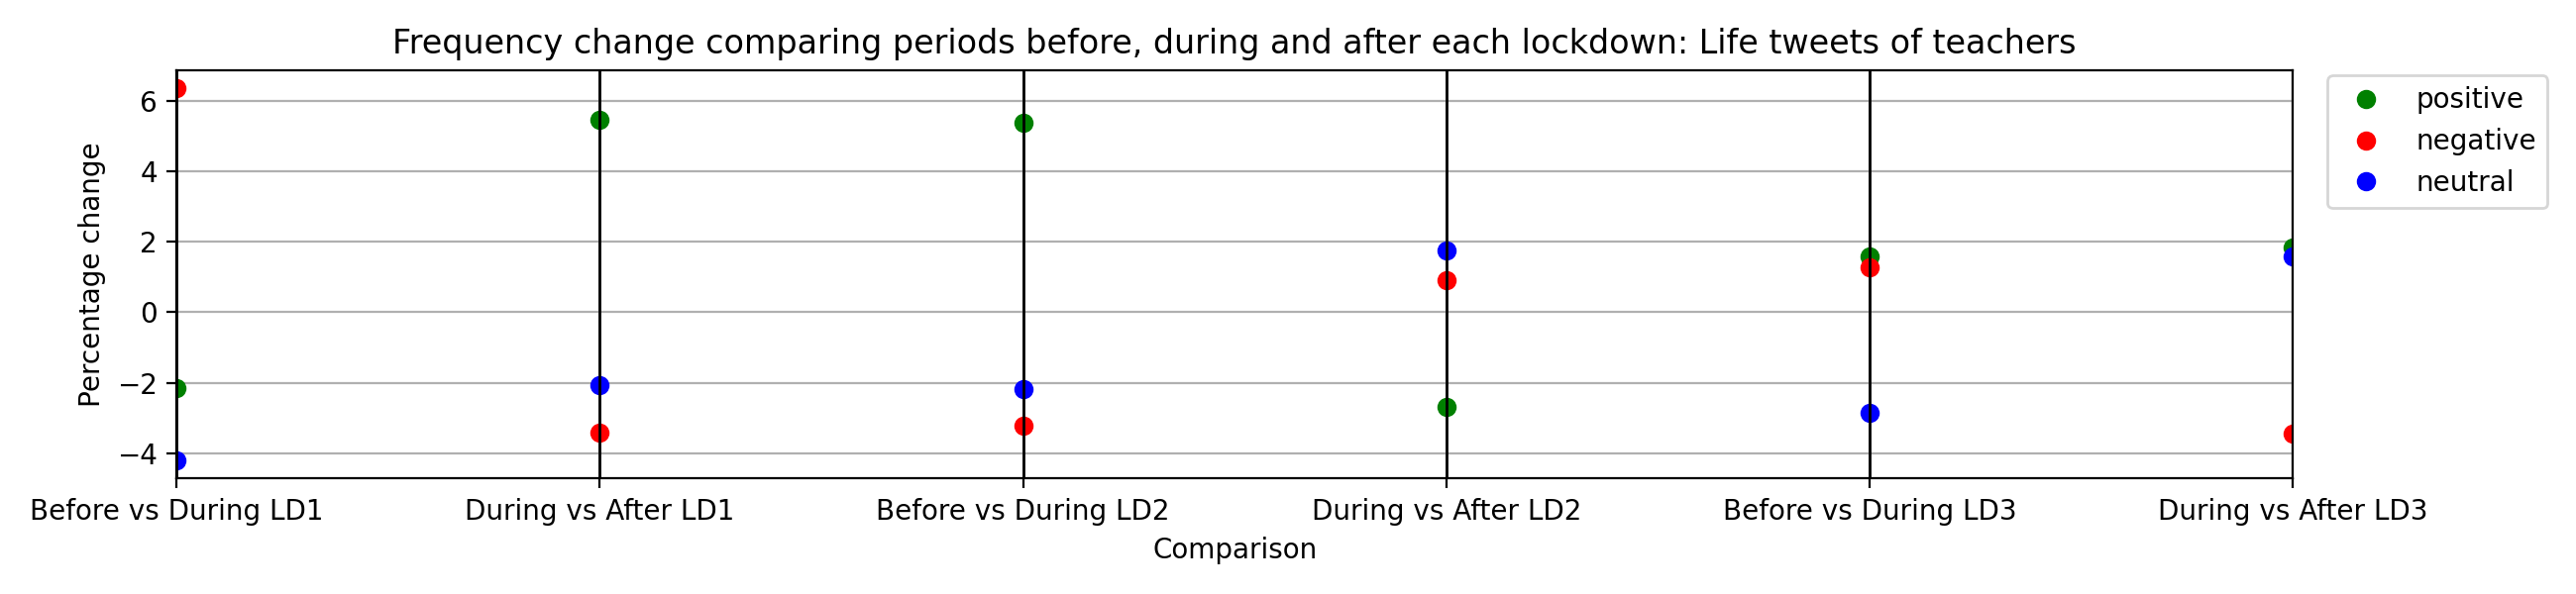 Frequency change comparing periods before, during and after each lockdown: Life tweets of teachers
positive
negative
neutral
Percentage change
6
4
2
0
−2
−4
Before vs During LD1
During vs After LD1
Before vs During LD2
During vs After LD2
Before vs During LD3
During vs After LD3
Comparison